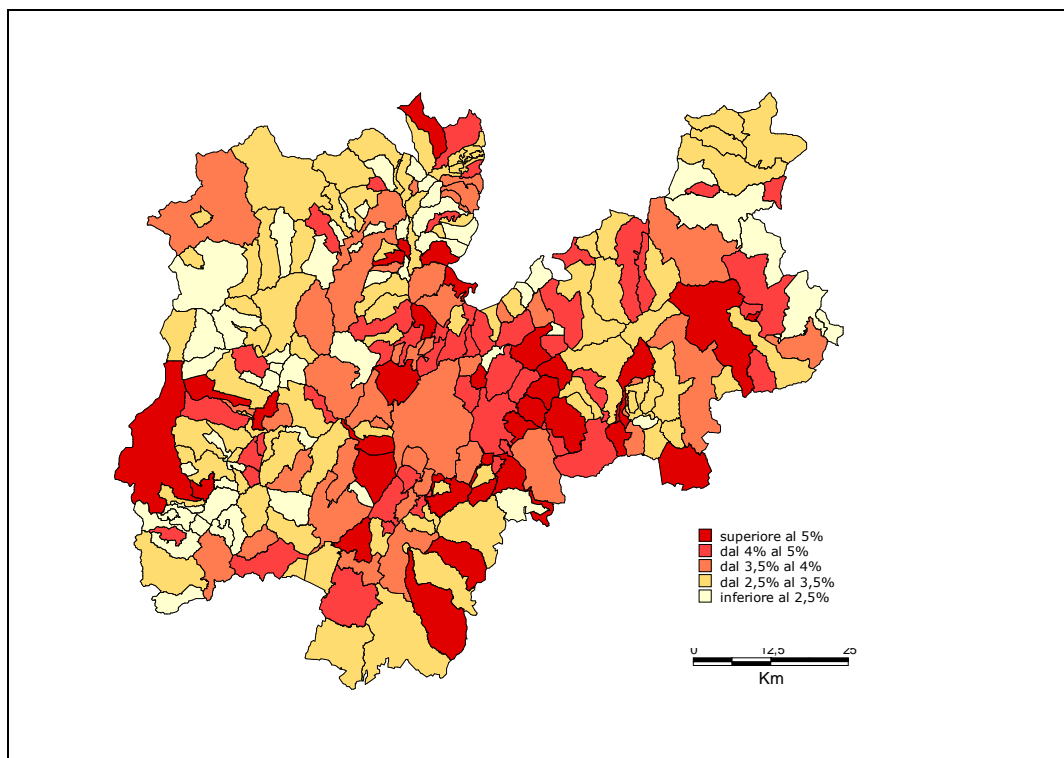 superiore al 5%
dal 4% al 5%
dal 3,5% al 4%
dal 2,5% al 3,5%
inferiore al 2,5%
0 12,5 25
Km